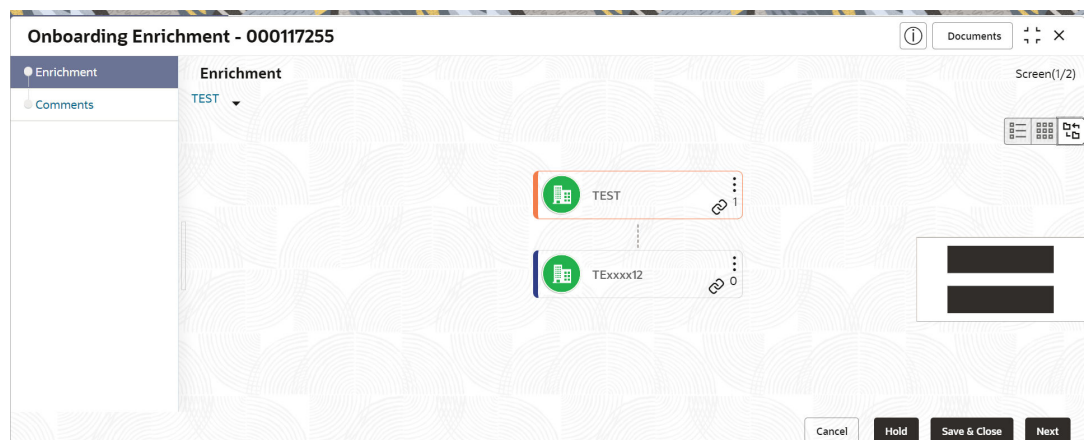 Onboarding Enrichment - 000117255
Documents
Enrichment
Comments
Enrichment
Screen(1/2)
TEST
TEST
1
TExxxx12
0
Cancel
Hold
Save & Close
Next